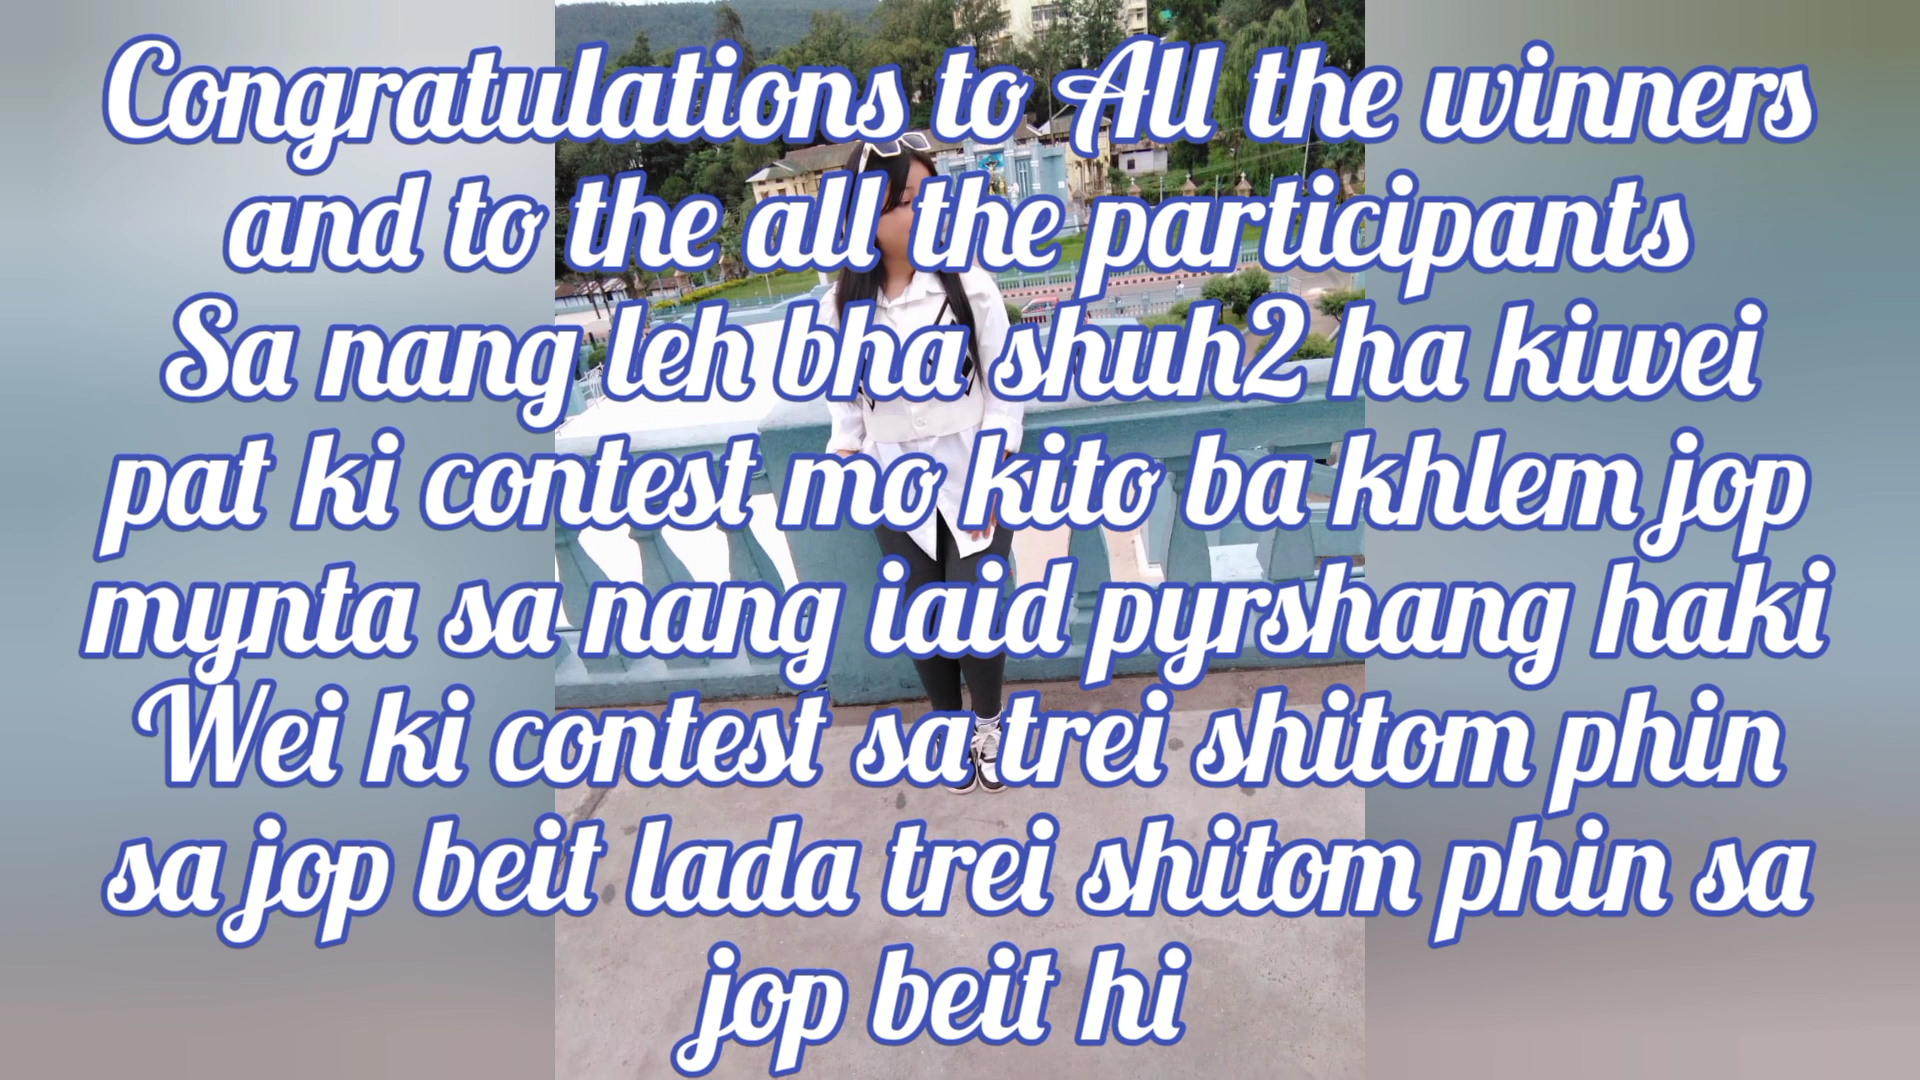 Congratulations to All the winners
and to the all the participants
Sa nang leh bha shuh2 ha kiwei
pat ki contest mo kito ba khlem jop
mynta sa nang iaid pyrshang haki
Wei ki contest sa trei shitom phin
sa jop beit lada trei shitom phin sa
jop beit hi